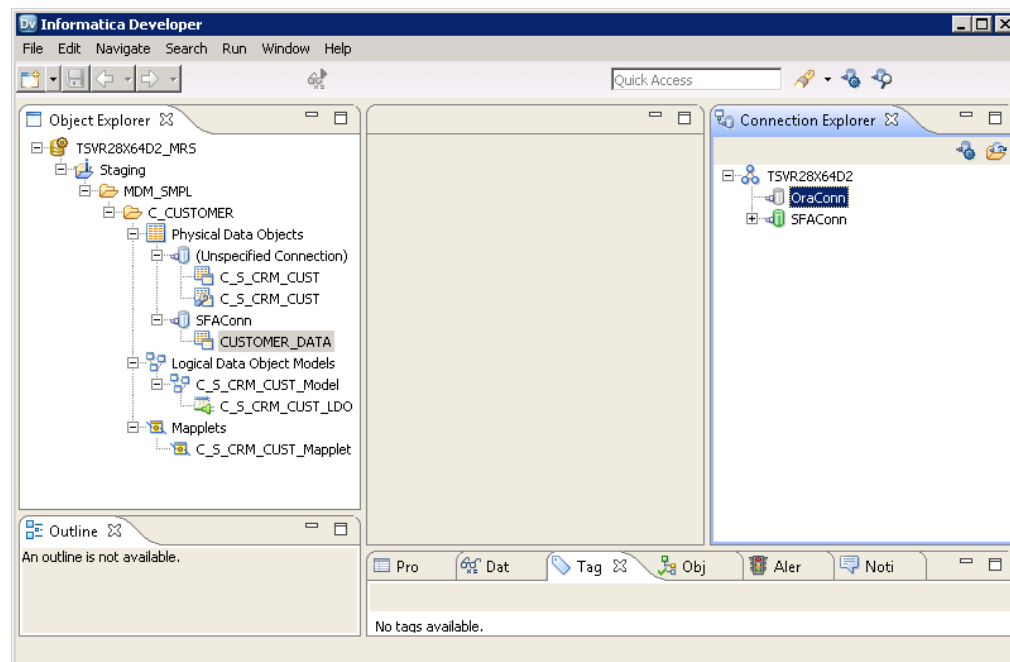 Informatica Developer
File Edit Navigate Search Run Window Help
Quick Access
Object Explorer
TSVR28X64D2_MRS
Staging
MDM_SMPL
C_CUSTOMER
Physical Data Objects
(Unspecified Connection)
C_S_CRM_CUST
C_S_CRM_CUST
SFAConn
CUSTOMER_DATA
Logical Data Object Models
C_S_CRM_CUST_Model
C_S_CRM_CUST_LDO
Mapplets
C_S_CRM_CUST_Mapplet
Connection Explorer
TSVR28X64D2
OraConn
SFAConn
Outline
An outline is not available.
Pro Dat Tag Obj Aler Noti
No tags available.